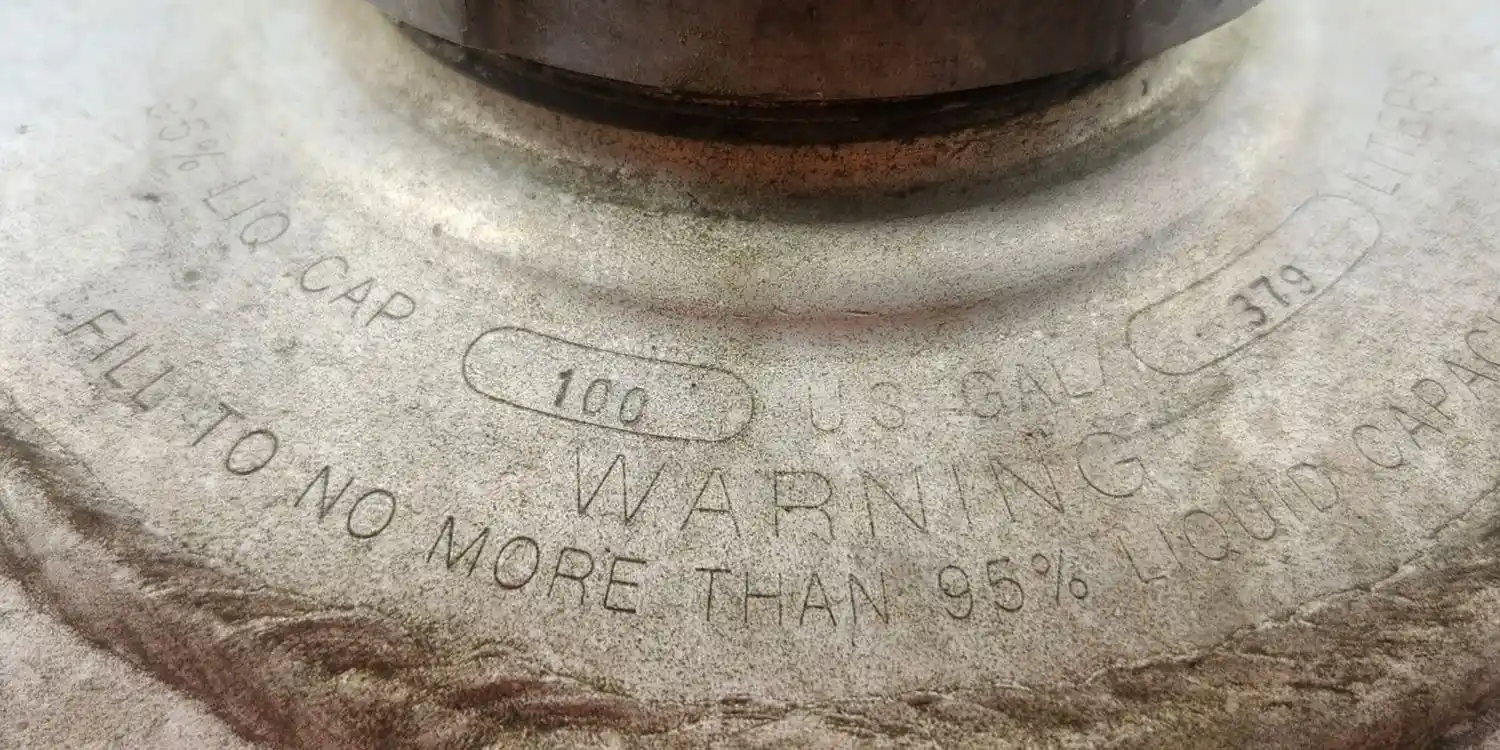 95% LIQ CAP 100 US GAL/ 379 LITERS
WARNING
FILL TO NO MORE THAN 95% LIQUID CAPAC